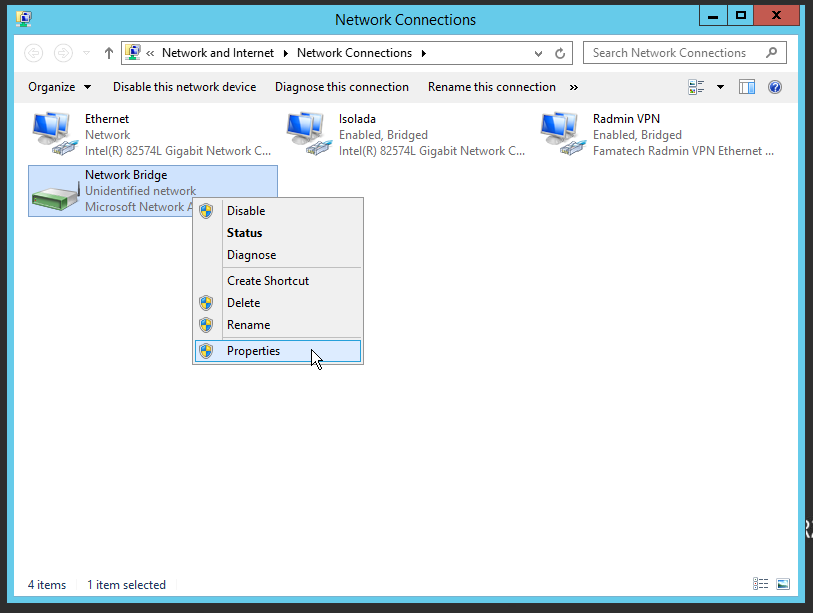 Network Connections
« Network and Internet Network Connections
Search Network Connections
Organize Disable this network device Diagnose this connection Rename this connection »
Ethernet
Network
Intel(R) 82574L Gigabit Network C...
Isolada
Enabled, Bridged
Intel(R) 82574L Gigabit Network C...
Radmin VPN
Enabled, Bridged
Famatech Radmin VPN Ethernet ...
Network Bridge
Unidentified network
Microsoft Network A
Disable
Status
Diagnose
Create Shortcut
Delete
Rename
Properties
4 items 1 item selected